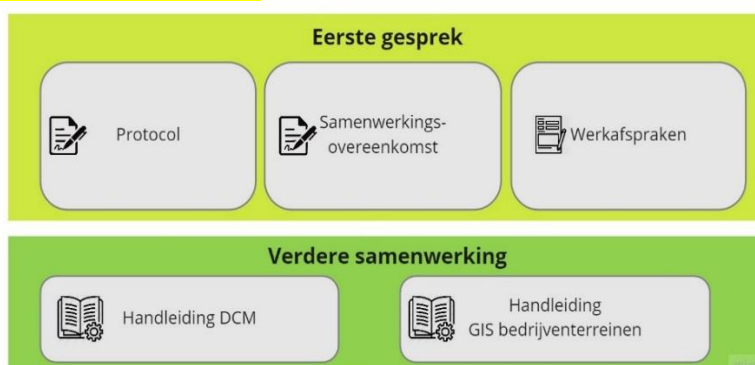 Eerste gesprek
Protocol
Samenwerkings-
overeenkomst
Werkafspraken
Verdere samenwerking
Handleiding DCM
Handleiding
GIS bedrijventerreinen